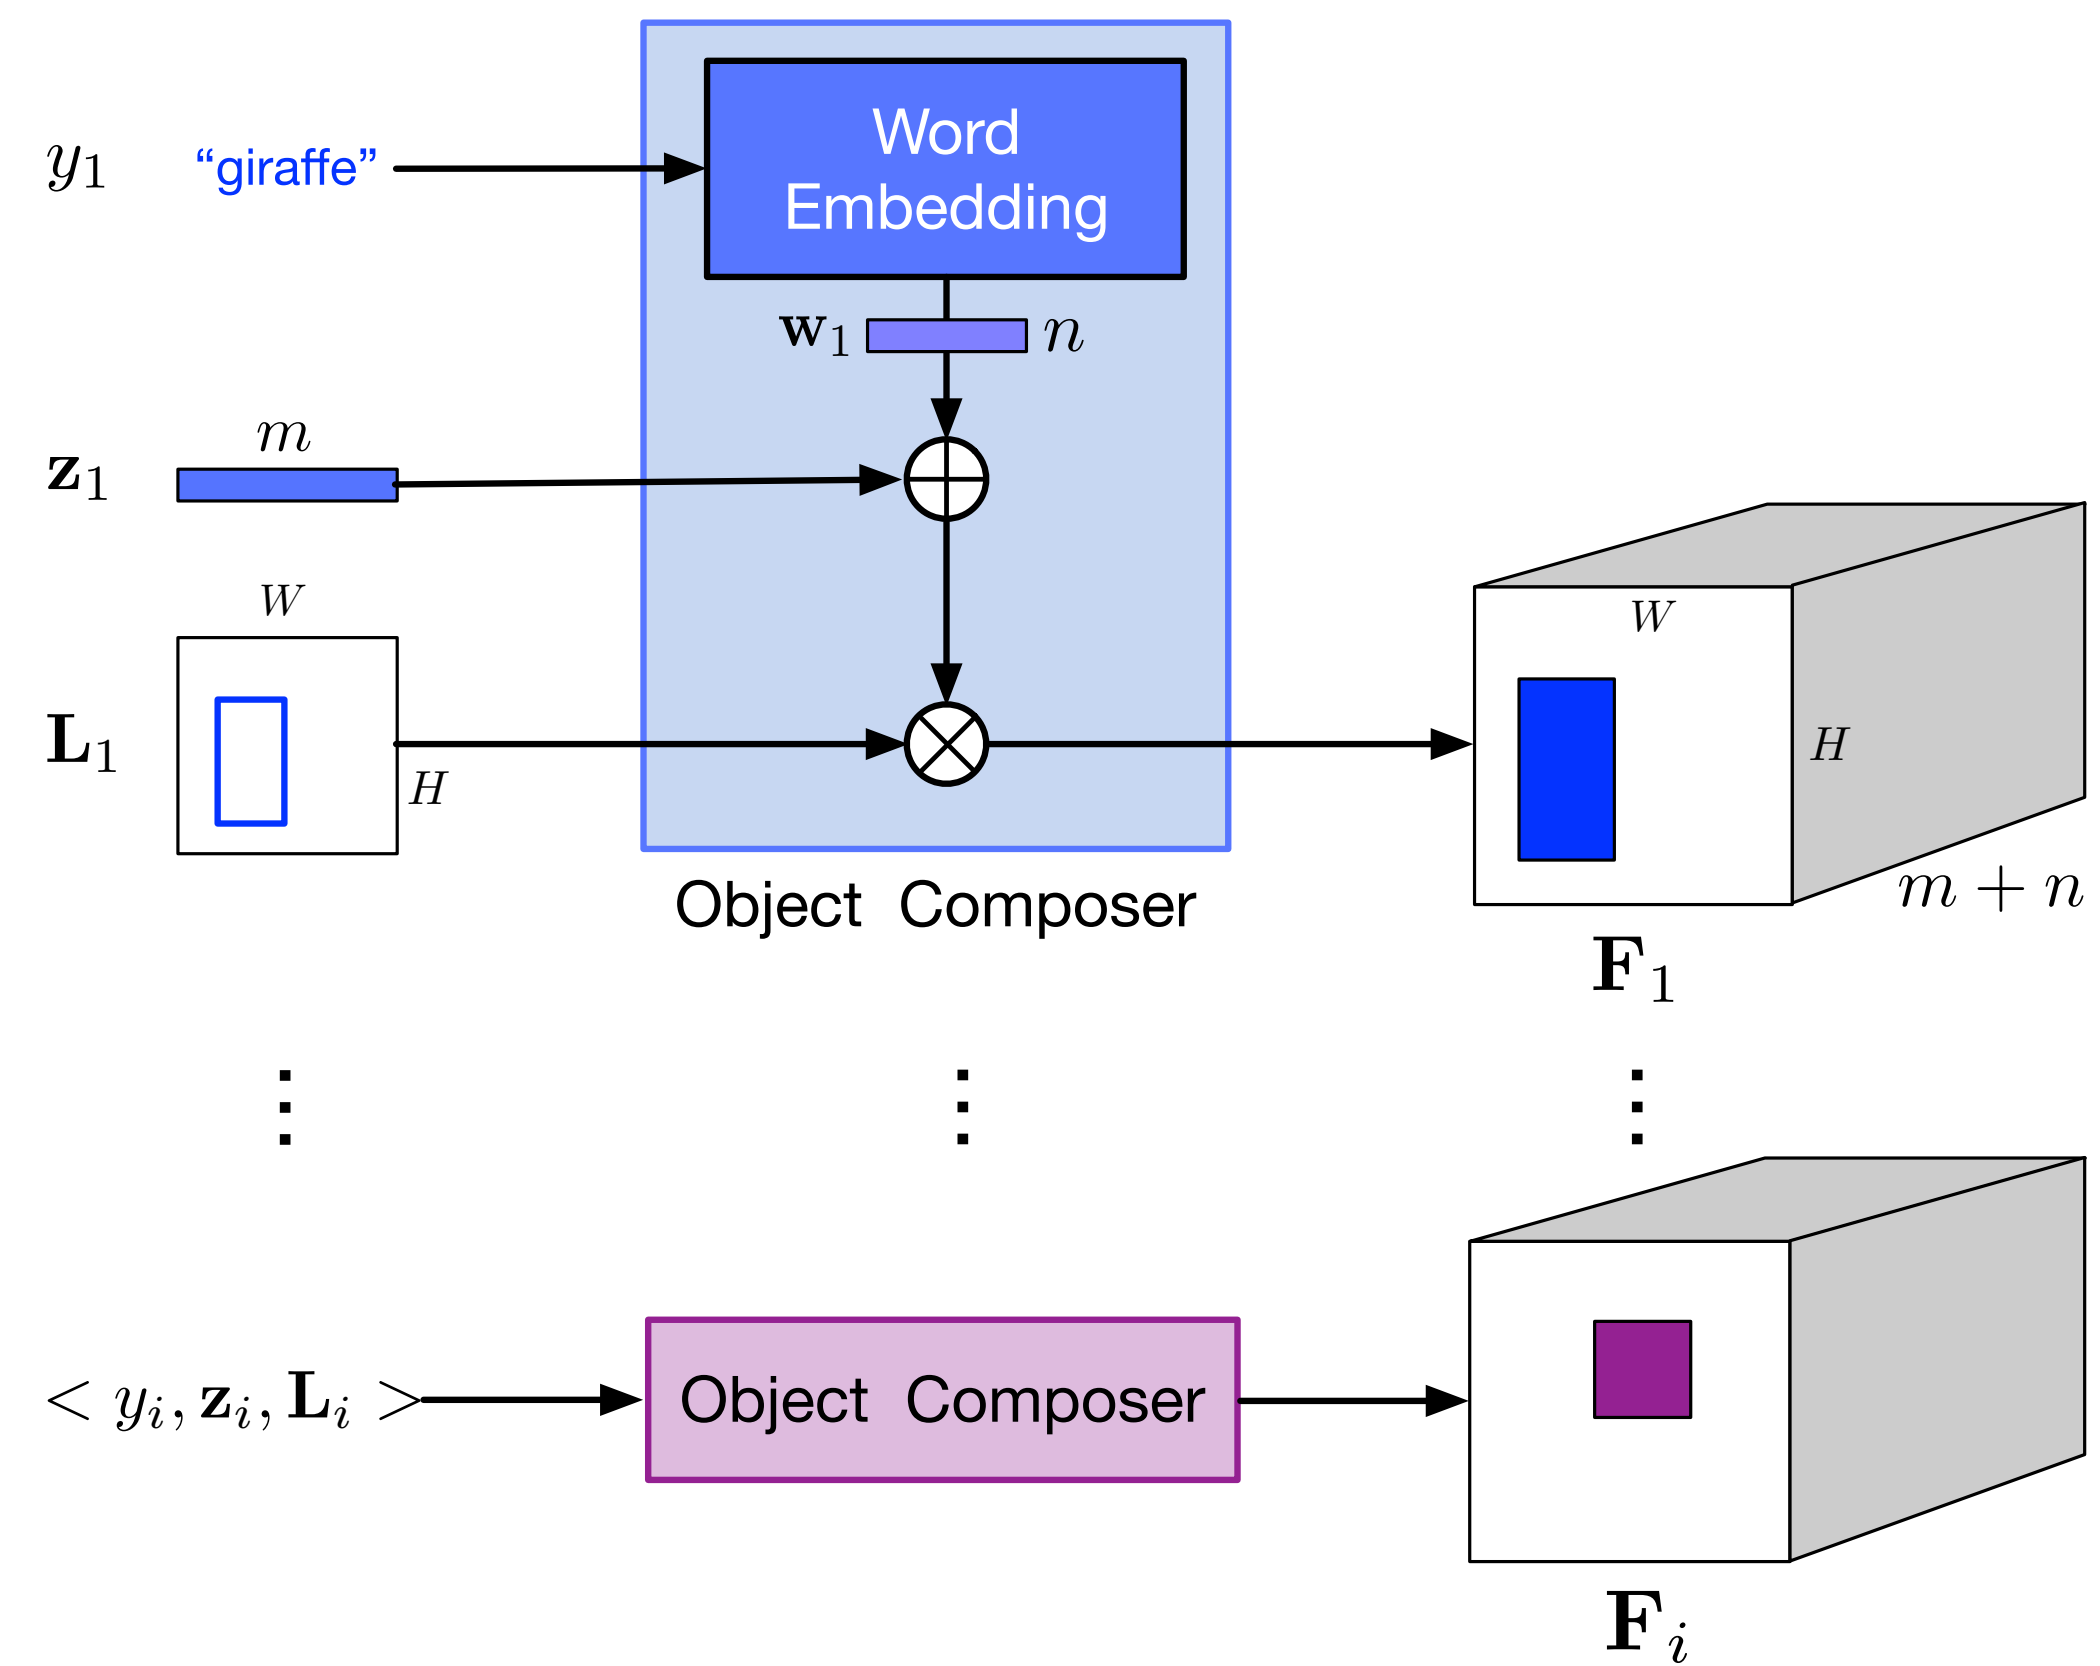 y₁ “giraffe”
Word
Embedding
w₁ n
m
z₁
W
L₁
H
Object Composer
W
H
m + n
F₁
⋮ ⋮ ⋮
< yᵢ, zᵢ, Lᵢ >
Object Composer
Fᵢ